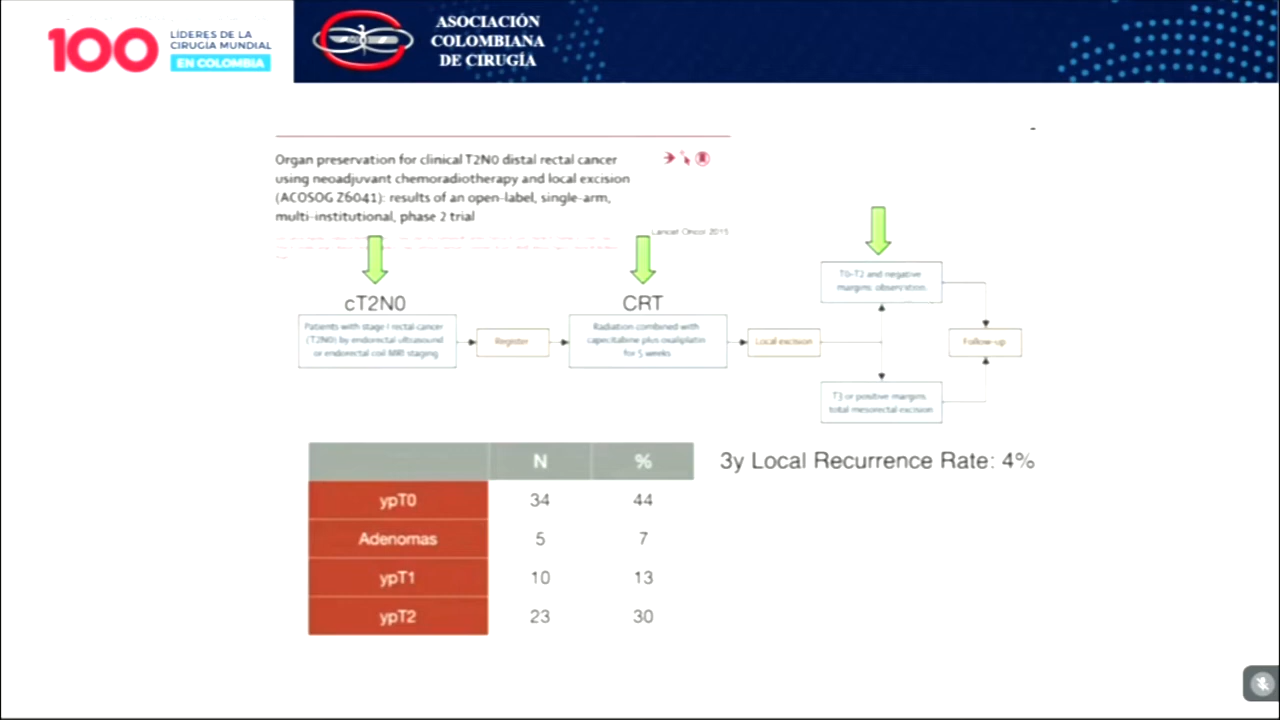 100
LÍDERES DE LA
CIRUGÍA MUNDIAL
EN COLOMBIA
ASOCIACIÓN
COLOMBIANA
DE CIRUGÍA
Organ preservation for clinical T2N0 distal rectal cancer
using neoadjuvant chemoradiotherapy and local excision
(ACOSOG Z6041): results of an open-label, single-arm,
multi-institutional, phase 2 trial
Lancet Oncol 2015
cT2N0
Patients with stage I rectal cancer
(T2N0) by endorectal ultrasound
or endorectal coil MRI staging
Register
CRT
Radiation combined with
capecitabine plus oxaliplatin
for 5 weeks
Local excision
T0–T2 and negative
margins: observation.
T3 or positive margins:
total mesorectal excision
Follow-up
N %
ypT0 34 44
Adenomas 5 7
ypT1 10 13
ypT2 23 30
3y Local Recurrence Rate: 4%